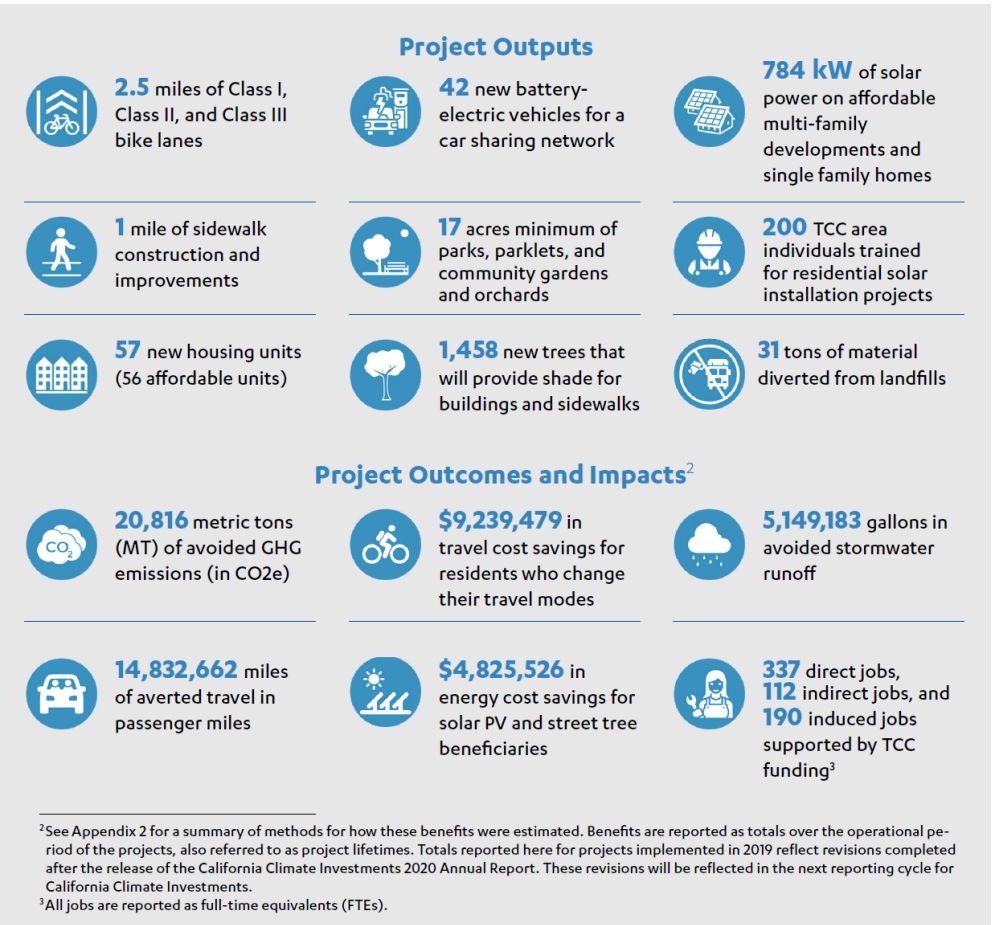 Project Outputs
2.5 miles of Class I,
Class II, and Class III
bike lanes
42 new battery-
electric vehicles for a
car sharing network
784 kW of solar
power on affordable
multi-family
developments and
single family homes
1 mile of sidewalk
construction and
improvements
17 acres minimum of
parks, parklets, and
community gardens
and orchards
200 TCC area
individuals trained
for residential solar
installation projects
57 new housing units
(56 affordable units)
1,458 new trees that
will provide shade for
buildings and sidewalks
31 tons of material
diverted from landfills
Project Outcomes and Impacts2
CO2
20,816 metric tons
(MT) of avoided GHG
emissions (in CO2e)
$9,239,479 in
travel cost savings for
residents who change
their travel modes
5,149,183 gallons in
avoided stormwater
runoff
14,832,662 miles
of averted travel in
passenger miles
$4,825,526 in
energy cost savings for
solar PV and street tree
beneficiaries
337 direct jobs,
112 indirect jobs, and
190 induced jobs
supported by TCC
funding3
2See Appendix 2 for a summary of methods for how these benefits were estimated. Benefits are reported as totals over the operational pe-
riod of the projects, also referred to as project lifetimes. Totals reported here for projects implemented in 2019 reflect revisions completed
after the release of the California Climate Investments 2020 Annual Report. These revisions will be reflected in the next reporting cycle for
California Climate Investments.
3All jobs are reported as full-time equivalents (FTEs).